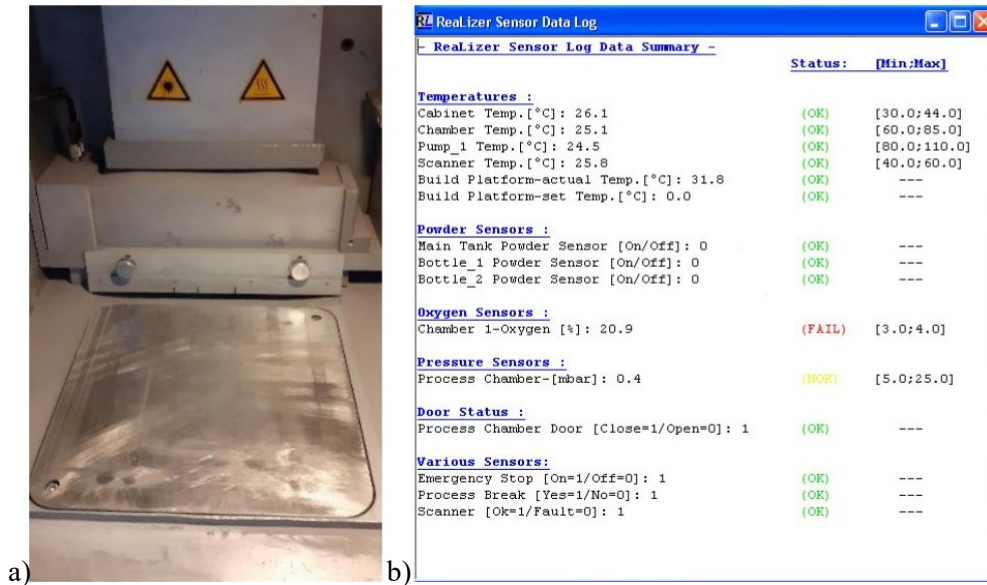 RL ReaLizer Sensor Data Log
- ReaLizer Sensor Log Data Summary -
Status: [Min;Max]
Temperatures :
Cabinet Temp.[°C]: 26.1 (OK) [30.0;44.0]
Chamber Temp.[°C]: 25.1 (OK) [60.0;85.0]
Pump_1 Temp.[°C]: 24.5 (OK) [80.0;110.0]
Scanner Temp.[°C]: 25.8 (OK) [40.0;60.0]
Build Platform-actual Temp.[°C]: 31.8 (OK) ---
Build Platform-set Temp.[°C]: 0.0 (OK) ---
Powder Sensors :
Main Tank Powder Sensor [On/Off]: 0 (OK) ---
Bottle_1 Powder Sensor [On/Off]: 0 (OK) ---
Bottle_2 Powder Sensor [On/Off]: 0 (OK) ---
Oxygen Sensors :
Chamber 1-Oxygen [%]: 20.9 (FAIL) [3.0;4.0]
Pressure Sensors :
Process Chamber-[mbar]: 0.4 (NOK) [5.0;25.0]
Door Status :
Process Chamber Door [Close=1/Open=0]: 1 (OK) ---
Various Sensors:
Emergency Stop [On=1/Off=0]: 1 (OK) ---
Process Break [Yes=1/No=0]: 1 (OK) ---
Scanner [Ok=1/Fault=0]: 1 (OK) ---
a) b)